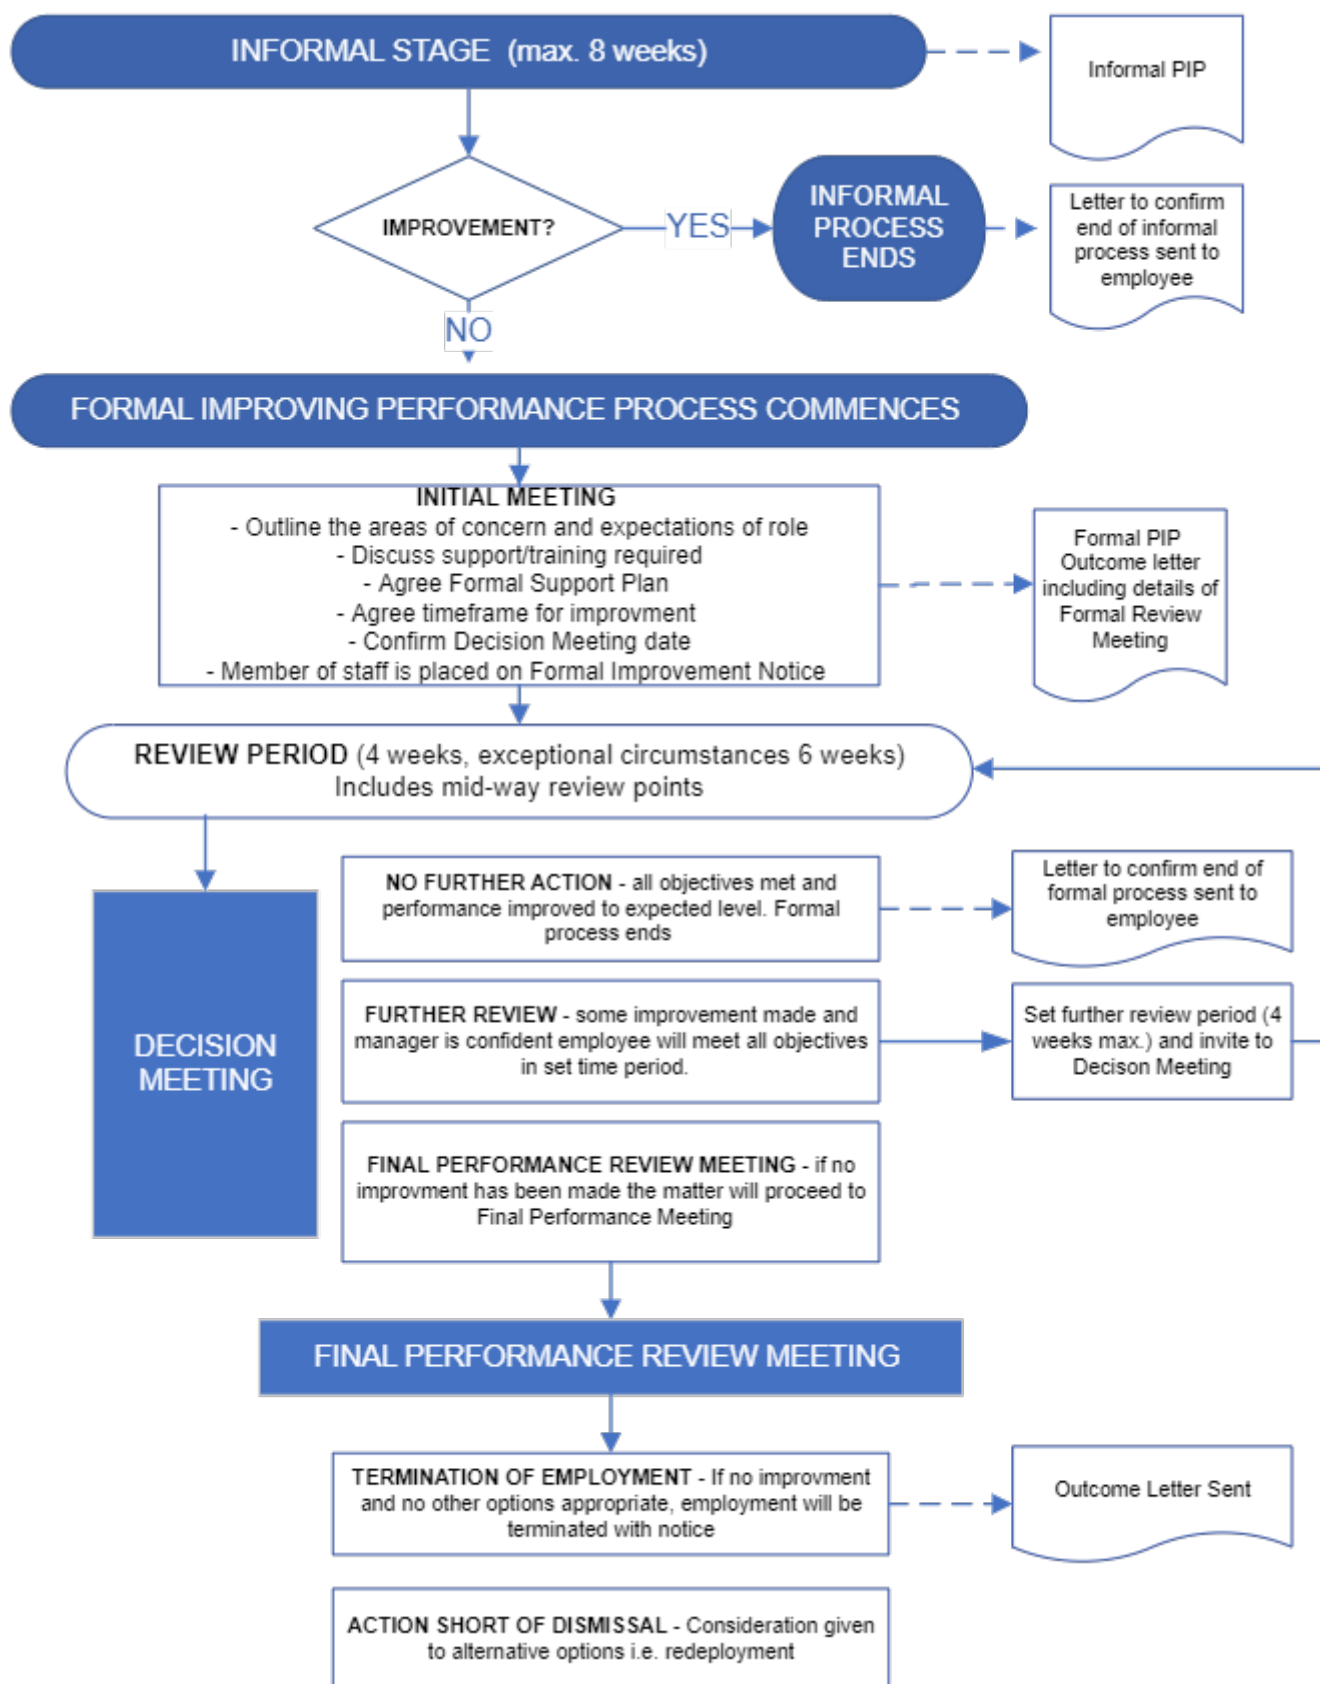 INFORMAL STAGE (max. 8 weeks)
Informal PIP
IMPROVEMENT?
YES
INFORMAL
PROCESS
ENDS
Letter to confirm
end of informal
process sent to
employee
NO
FORMAL IMPROVING PERFORMANCE PROCESS COMMENCES
INITIAL MEETING
- Outline the areas of concern and expectations of role
- Discuss support/training required
- Agree Formal Support Plan
- Agree timeframe for improvment
- Confirm Decision Meeting date
- Member of staff is placed on Formal Improvement Notice
Formal PIP
Outcome letter
including details of
Formal Review
Meeting
REVIEW PERIOD (4 weeks, exceptional circumstances 6 weeks)
Includes mid-way review points
DECISION
MEETING
NO FURTHER ACTION - all objectives met and
performance improved to expected level. Formal
process ends
Letter to confirm end of
formal process sent to
employee
FURTHER REVIEW - some improvement made and
manager is confident employee will meet all objectives
in set time period.
Set further review period (4
weeks max.) and invite to
Decison Meeting
FINAL PERFORMANCE REVIEW MEETING - if no
improvment has been made the matter will proceed to
Final Performance Meeting
FINAL PERFORMANCE REVIEW MEETING
TERMINATION OF EMPLOYMENT - If no improvment
and no other options appropriate, employment will be
terminated with notice
Outcome Letter Sent
ACTION SHORT OF DISMISSAL - Consideration given
to alternative options i.e. redeployment